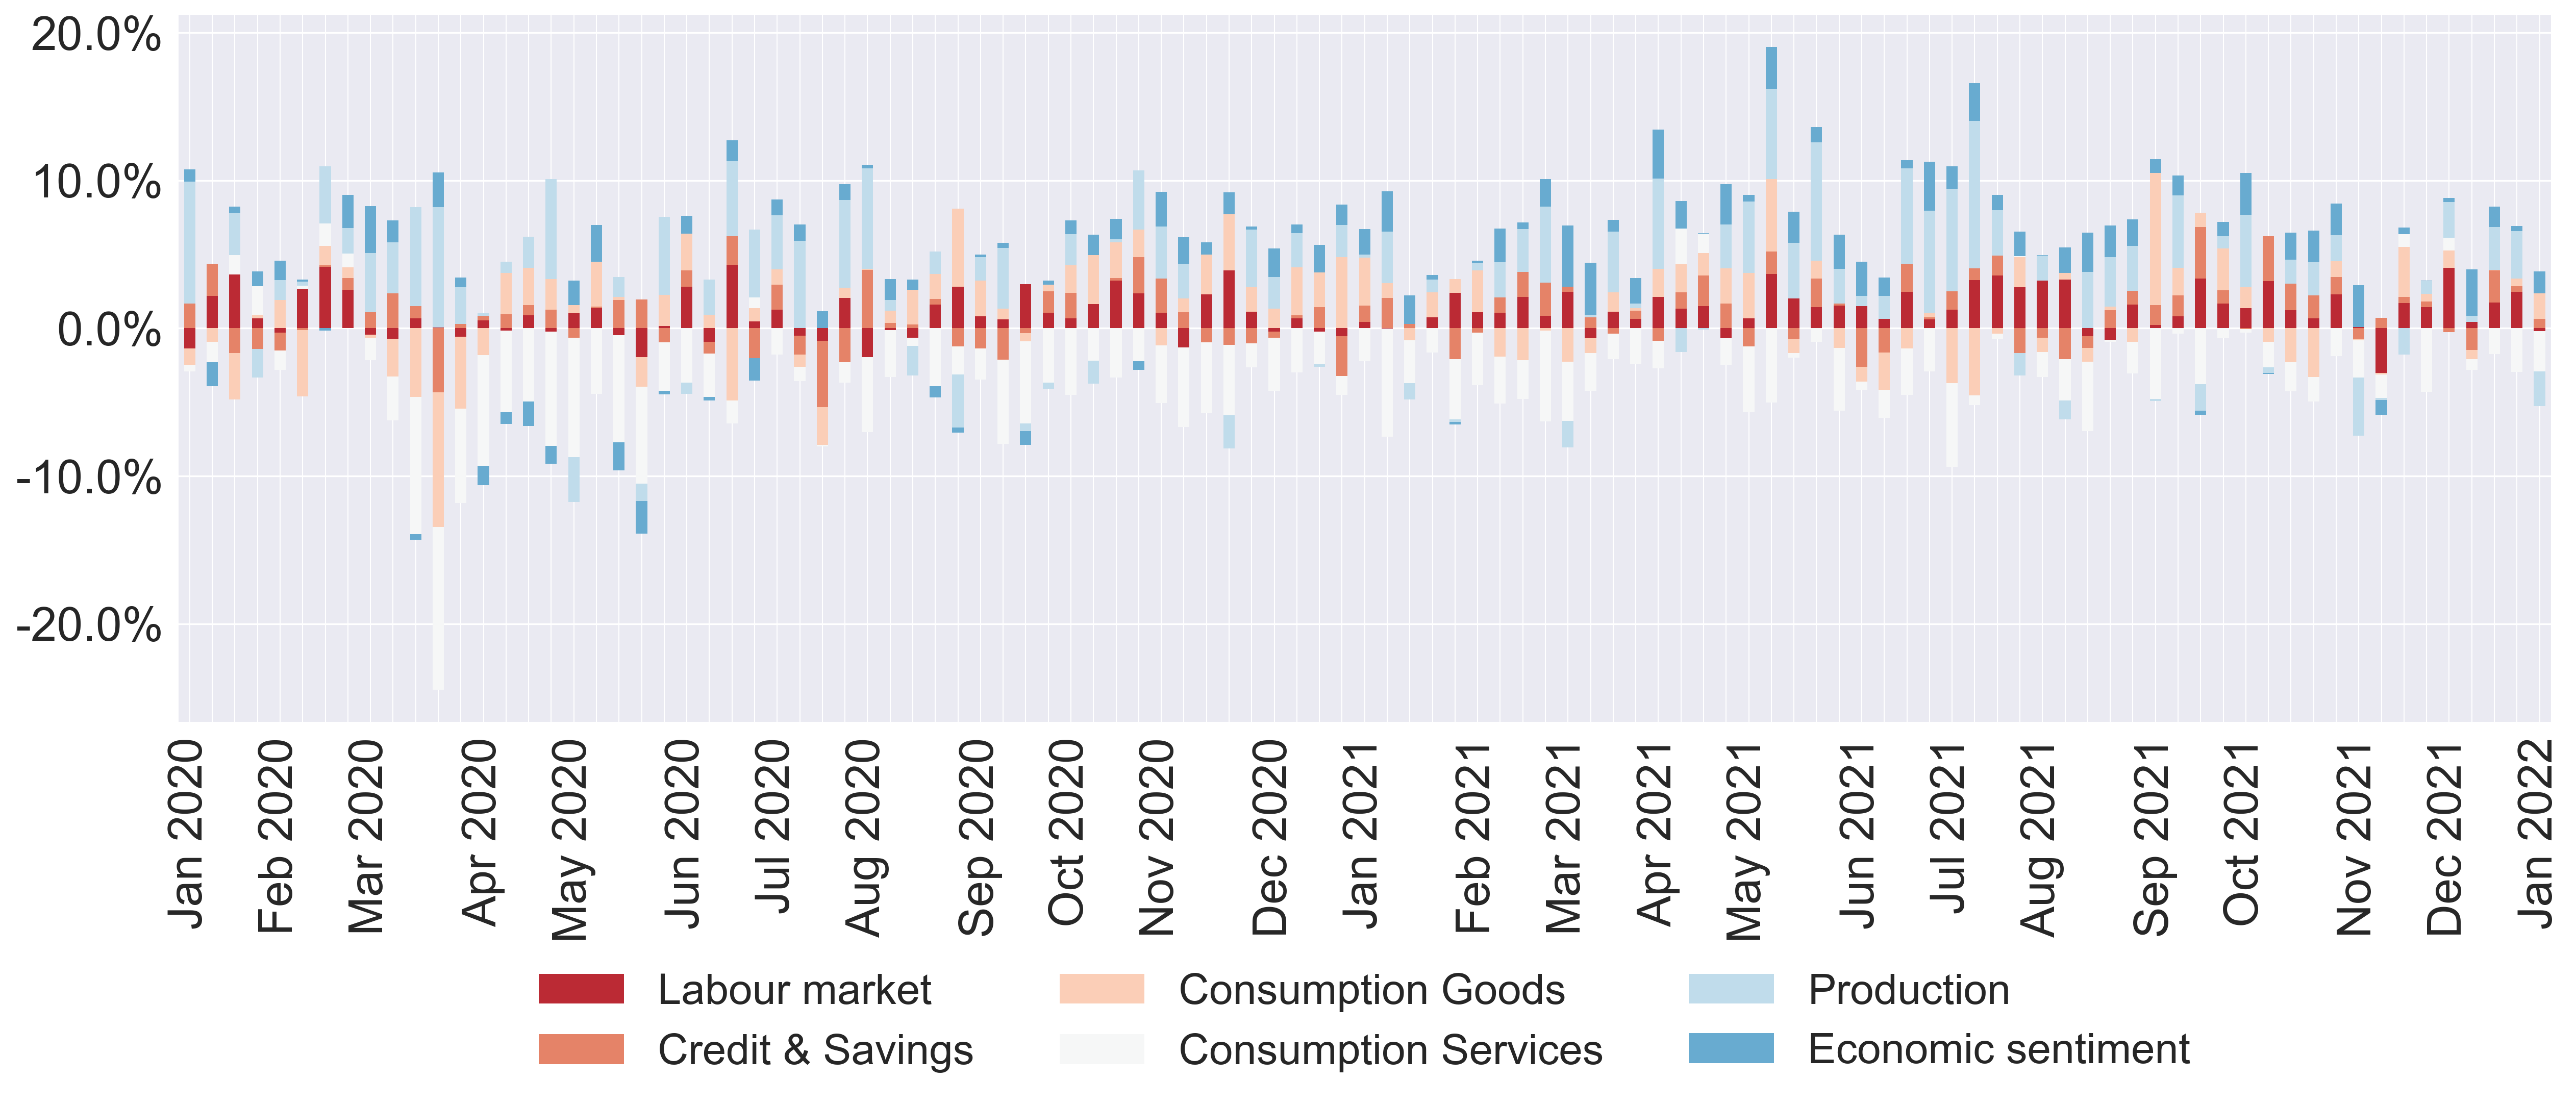 20.0%
10.0%
0.0%
-10.0%
-20.0%
Jan 2020
Feb 2020
Mar 2020
Apr 2020
May 2020
Jun 2020
Jul 2020
Aug 2020
Sep 2020
Oct 2020
Nov 2020
Dec 2020
Jan 2021
Feb 2021
Mar 2021
Apr 2021
May 2021
Jun 2021
Jul 2021
Aug 2021
Sep 2021
Oct 2021
Nov 2021
Dec 2021
Jan 2022
Labour market
Consumption Goods
Production
Credit & Savings
Consumption Services
Economic sentiment